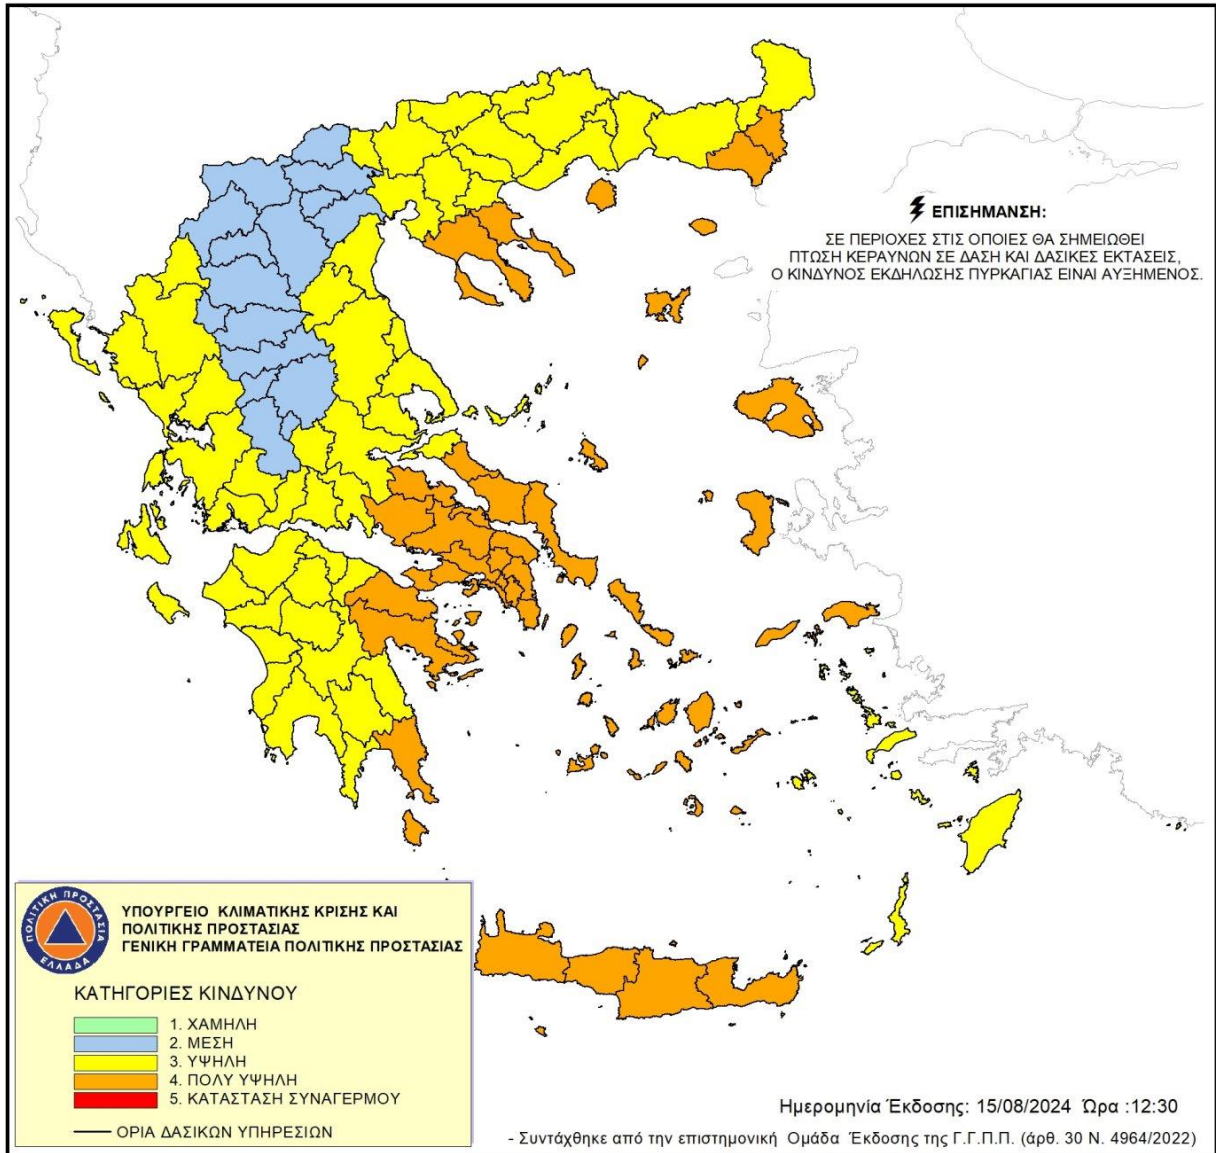 ΕΠΙΣΗΜΑΝΣΗ:
ΣΕ ΠΕΡΙΟΧΕΣ ΣΤΙΣ ΟΠΟΙΕΣ ΘΑ ΣΗΜΕΙΩΘΕΙ
ΠΤΩΣΗ ΚΕΡΑΥΝΩΝ ΣΕ ΔΑΣΗ ΚΑΙ ΔΑΣΙΚΕΣ ΕΚΤΑΣΕΙΣ,
Ο ΚΙΝΔΥΝΟΣ ΕΚΔΗΛΩΣΗΣ ΠΥΡΚΑΓΙΑΣ ΕΙΝΑΙ ΑΥΞΗΜΕΝΟΣ.
ΠΟΛΙΤΙΚΗ ΠΡΟΣΤΑΣΙΑ
ΕΛΛΑΔΑ
ΥΠΟΥΡΓΕΙΟ ΚΛΙΜΑΤΙΚΗΣ ΚΡΙΣΗΣ ΚΑΙ
ΠΟΛΙΤΙΚΗΣ ΠΡΟΣΤΑΣΙΑΣ
ΓΕΝΙΚΗ ΓΡΑΜΜΑΤΕΙΑ ΠΟΛΙΤΙΚΗΣ ΠΡΟΣΤΑΣΙΑΣ
ΚΑΤΗΓΟΡΙΕΣ ΚΙΝΔΥΝΟΥ
1. ΧΑΜΗΛΗ
2. ΜΕΣΗ
3. ΥΨΗΛΗ
4. ΠΟΛΥ ΥΨΗΛΗ
5. ΚΑΤΑΣΤΑΣΗ ΣΥΝΑΓΕΡΜΟΥ
ΟΡΙΑ ΔΑΣΙΚΩΝ ΥΠΗΡΕΣΙΩΝ
Ημερομηνία Έκδοσης: 15/08/2024 Ώρα :12:30
- Συντάχθηκε από την επιστημονική Ομάδα Έκδοσης της Γ.Γ.Π.Π. (άρθ. 30 Ν. 4964/2022)